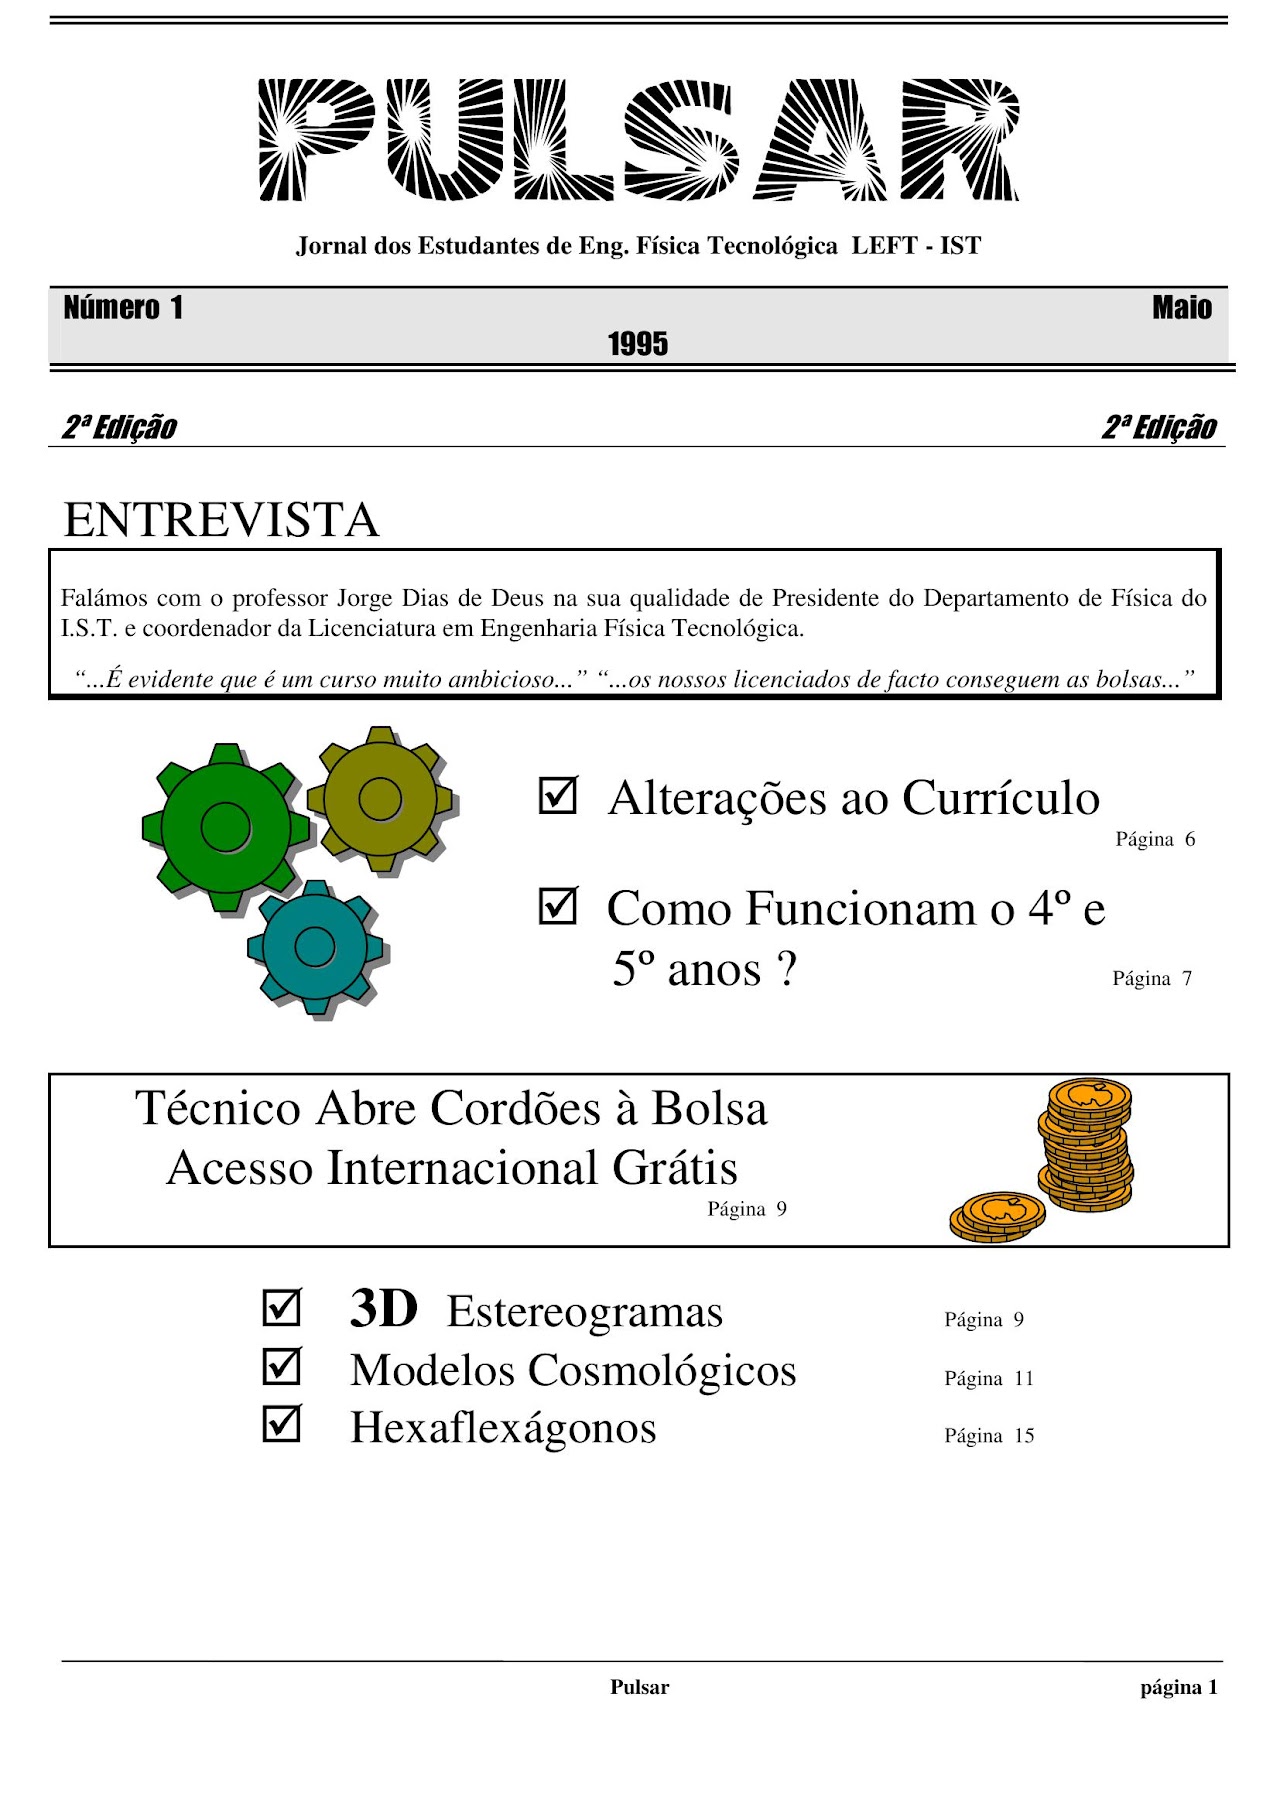 PULSAR
Jornal dos Estudantes de Eng. Física Tecnológica LEFT - IST
Número 1 Maio
1995
2ª Edição 2ª Edição
ENTREVISTA
Falámos com o professor Jorge Dias de Deus na sua qualidade de Presidente do Departamento de Física do
I.S.T. e coordenador da Licenciatura em Engenharia Física Tecnológica.
“...É evidente que é um curso muito ambicioso...” “...os nossos licenciados de facto conseguem as bolsas...”
Alterações ao Currículo
Página 6
Como Funcionam o 4º e
5º anos ? Página 7
Técnico Abre Cordões à Bolsa
Acesso Internacional Grátis
Página 9
3D Estereogramas Página 9
Modelos Cosmológicos Página 11
Hexaflexágonos Página 15
Pulsar página 1